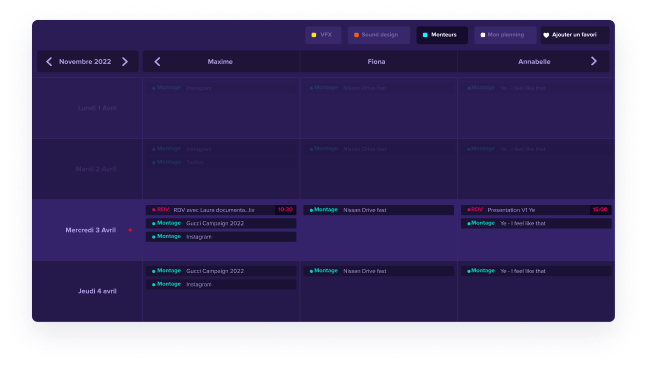 VFX
Sound design
Monteurs
Mon planning
Ajouter un favori
Novembre 2022
Maxime
Fiona
Annabelle
Lundi 1 Avril
Montage Instagram
Montage Nissan Drive fast
Montage Ye - I feel like that
Mardi 2 Avril
Montage Instagram
Montage Twitter
Montage Nissan Drive fast
Montage Ye - I feel like that
Mercredi 3 Avril
RDV RDV avec Laura documenta...lle 10:30
Montage Gucci Campaign 2022
Montage Instagram
Montage Nissan Drive fast
RDV Presentation V1 Ye 15:00
Montage Ye - I feel like that
Jeudi 4 avril
Montage Gucci Campaign 2022
Montage Instagram
Montage Nissan Drive fast
Montage Ye - I feel like that